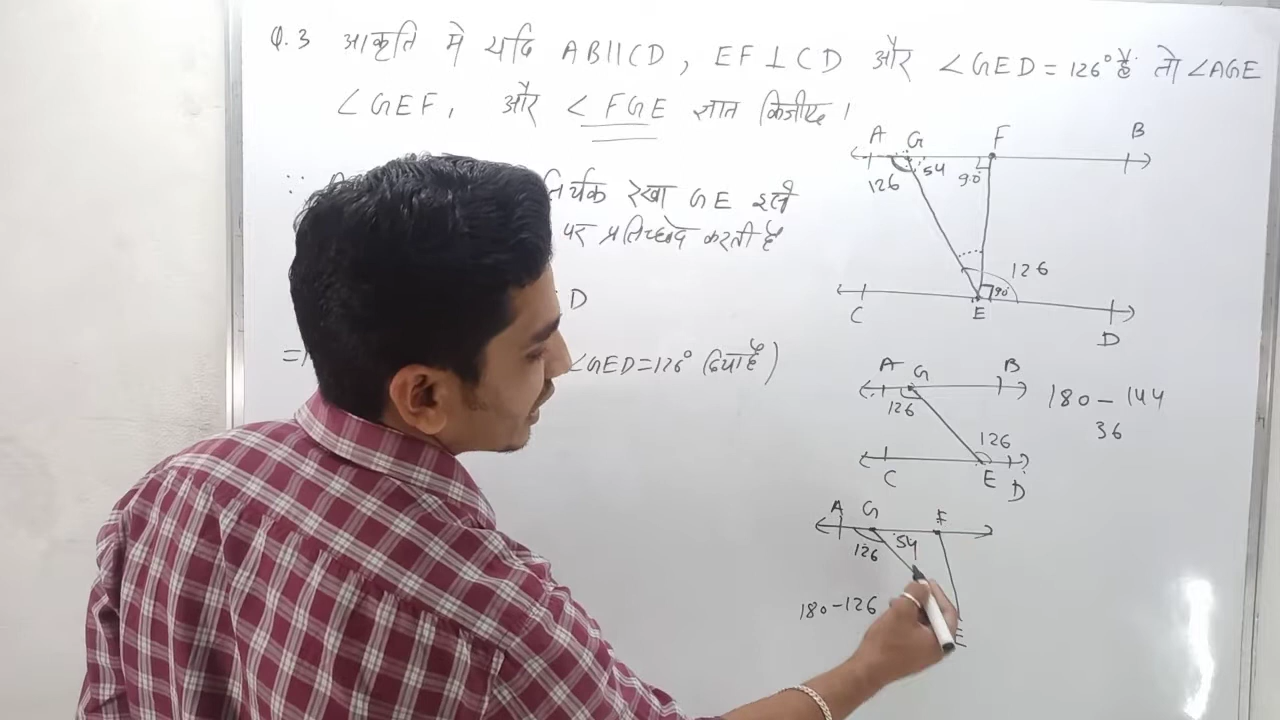 Q.3 आकृति मे यदि AB||CD, EF⊥CD और ∠GED=126° है तो ∠AGE
∠GEF, और ∠FGE ज्ञात किजीए।
∵ र्यक रेखा GE इसे
पर प्रतिच्छेद करती है
D
= ∠GED=126° (दिया है)
A G F B
126 54 90°
126
90°
C E D
A G B
126
126
C E D
180-144
36
A G F
126 54
180-126
E